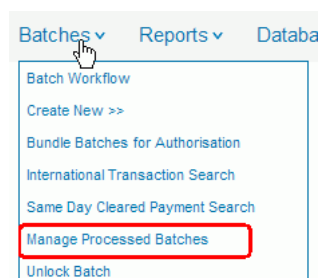 Batches Reports Databa
Batch Workflow
Create New >>
Bundle Batches for Authorisation
International Transaction Search
Same Day Cleared Payment Search
Manage Processed Batches
Unlock Batch